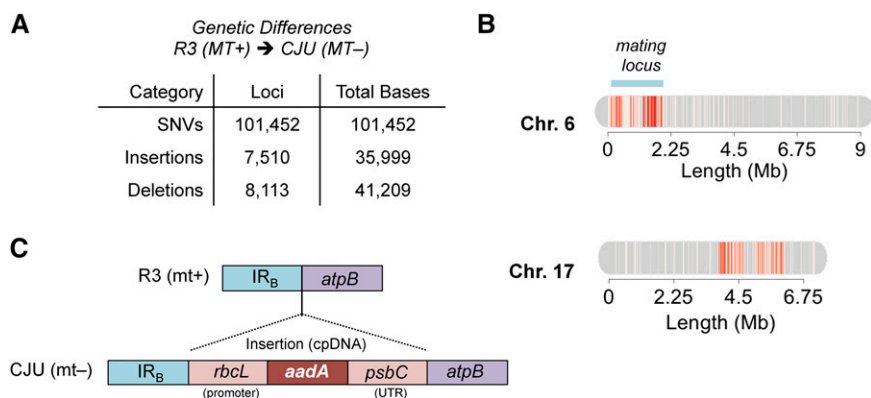 A
Genetic Differences
R3 (MT+) ➔ CJU (MT–)
Category Loci Total Bases
SNVs 101,452 101,452
Insertions 7,510 35,999
Deletions 8,113 41,209
B
mating
locus
Chr. 6
0 2.25 4.5 6.75 9
Length (Mb)
Chr. 17
0 2.25 4.5 6.75
Length (Mb)
C
R3 (mt+) IRB atpB
Insertion (cpDNA)
CJU (mt–) IRB rbcL aadA psbC atpB
(promoter) (UTR)